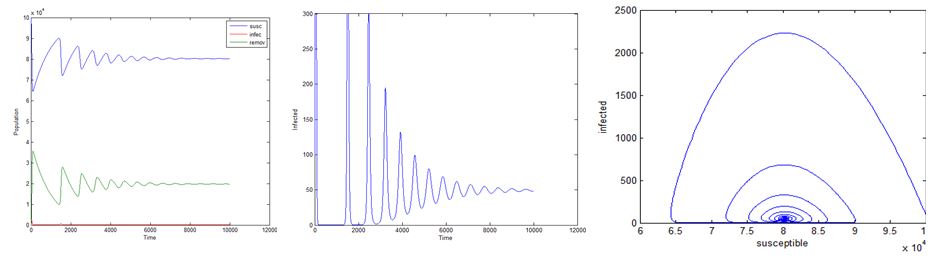 x 10⁴
10
9
8
7
6
5
4
3
2
1
0
0 2000 4000 6000 8000 10000 12000
Time
Population
susc
infec
remov
300
250
200
150
100
50
0
0 2000 4000 6000 8000 10000 12000
Time
Infected
2500
2000
1500
1000
500
0
6 6.5 7 7.5 8 8.5 9 9.5 10
susceptible
x 10⁴
infected